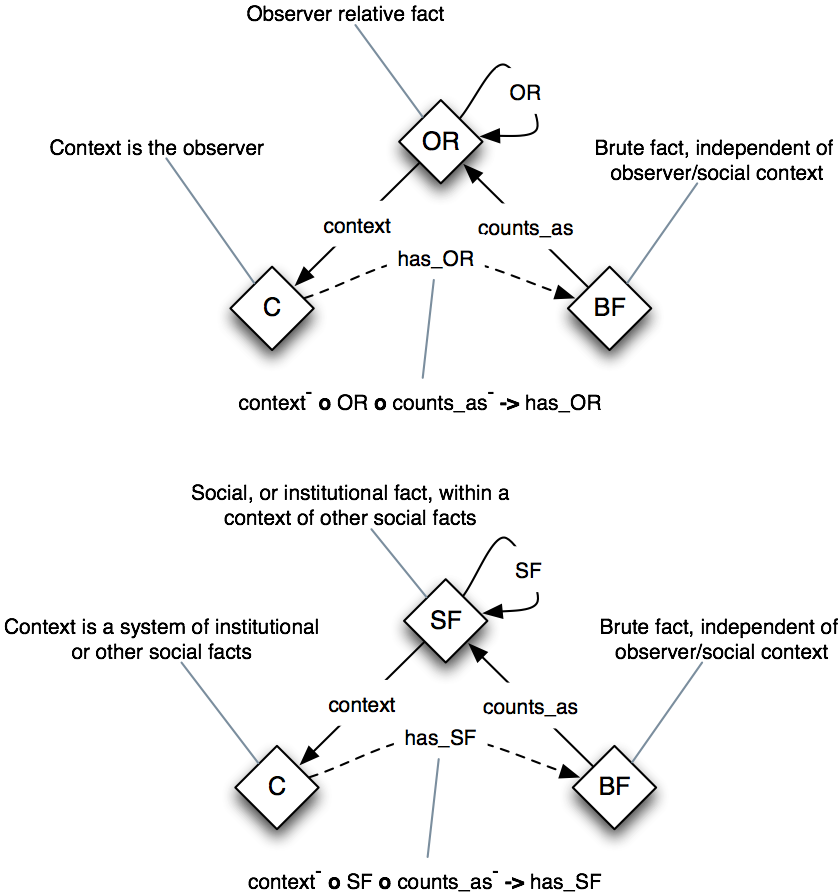 Observer relative fact
OR
OR
Context is the observer
Brute fact, independent of
observer/social context
context
counts_as
has_OR
C
BF
context⁻ o OR o counts_as⁻ -> has_OR
Social, or institutional fact, within a
context of other social facts
SF
SF
Context is a system of institutional
or other social facts
Brute fact, independent of
observer/social context
context
counts_as
has_SF
C
BF
context⁻ o SF o counts_as⁻ -> has_SF